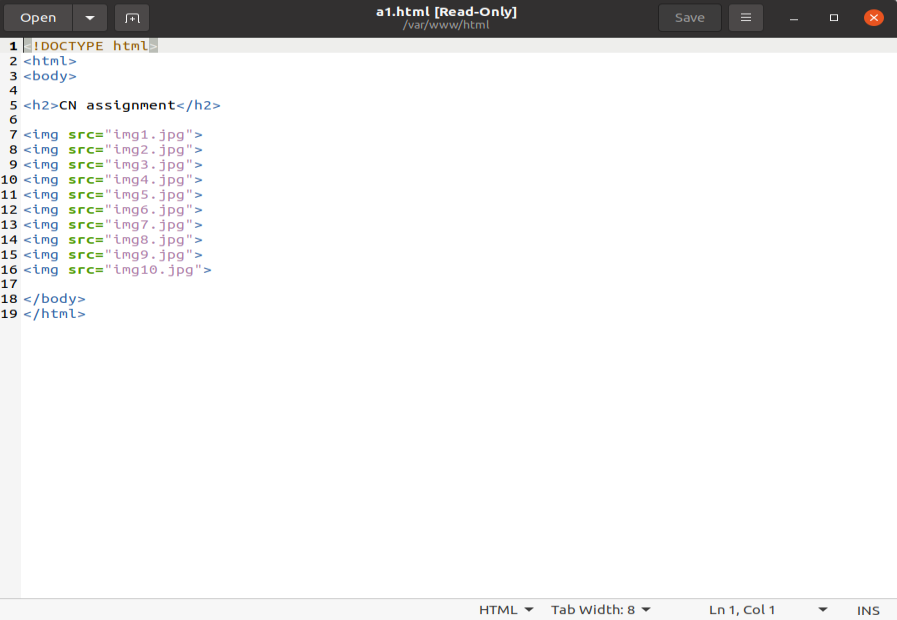 Open
a1.html [Read-Only]
/var/www/html
Save
1 <!DOCTYPE html>
2 <html>
3 <body>
4
5 <h2>CN assignment</h2>
6
7 <img src="img1.jpg">
8 <img src="img2.jpg">
9 <img src="img3.jpg">
10 <img src="img4.jpg">
11 <img src="img5.jpg">
12 <img src="img6.jpg">
13 <img src="img7.jpg">
14 <img src="img8.jpg">
15 <img src="img9.jpg">
16 <img src="img10.jpg">
17
18 </body>
19 </html>
HTML Tab Width: 8 Ln 1, Col 1 INS